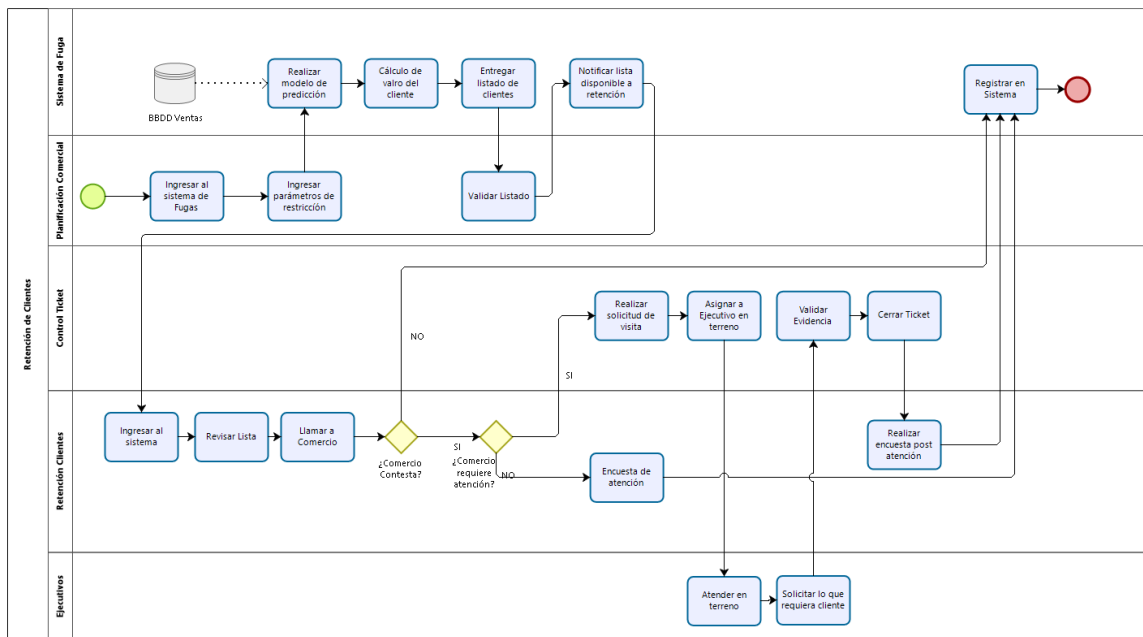 Retención de Clientes
Sistema de Fuga
BBDD Ventas
Realizar
modelo de
predicción
Cálculo de
valro del
cliente
Entregar
listado de
clientes
Notificar lista
disponible a
retención
Registrar en
Sistema
Planificación Comercial
Ingresar al
sistema de
Fugas
Ingresar
parámetros de
restricción
Validar Listado
Control Ticket
Realizar
solicitud de
visita
Asignar a
Ejecutivo en
terreno
Validar
Evidencia
Cerrar Ticket
NO
SI
Retención Clientes
Ingresar al
sistema
Revisar Lista
Llamar a
Comercio
¿Comercio
Contesta?
SI
¿Comercio
requiere
atención?
NO
Encuesta de
atención
Realizar
encuesta post
atención
Ejecutivos
Atender en
terreno
Solicitar lo que
requiera cliente